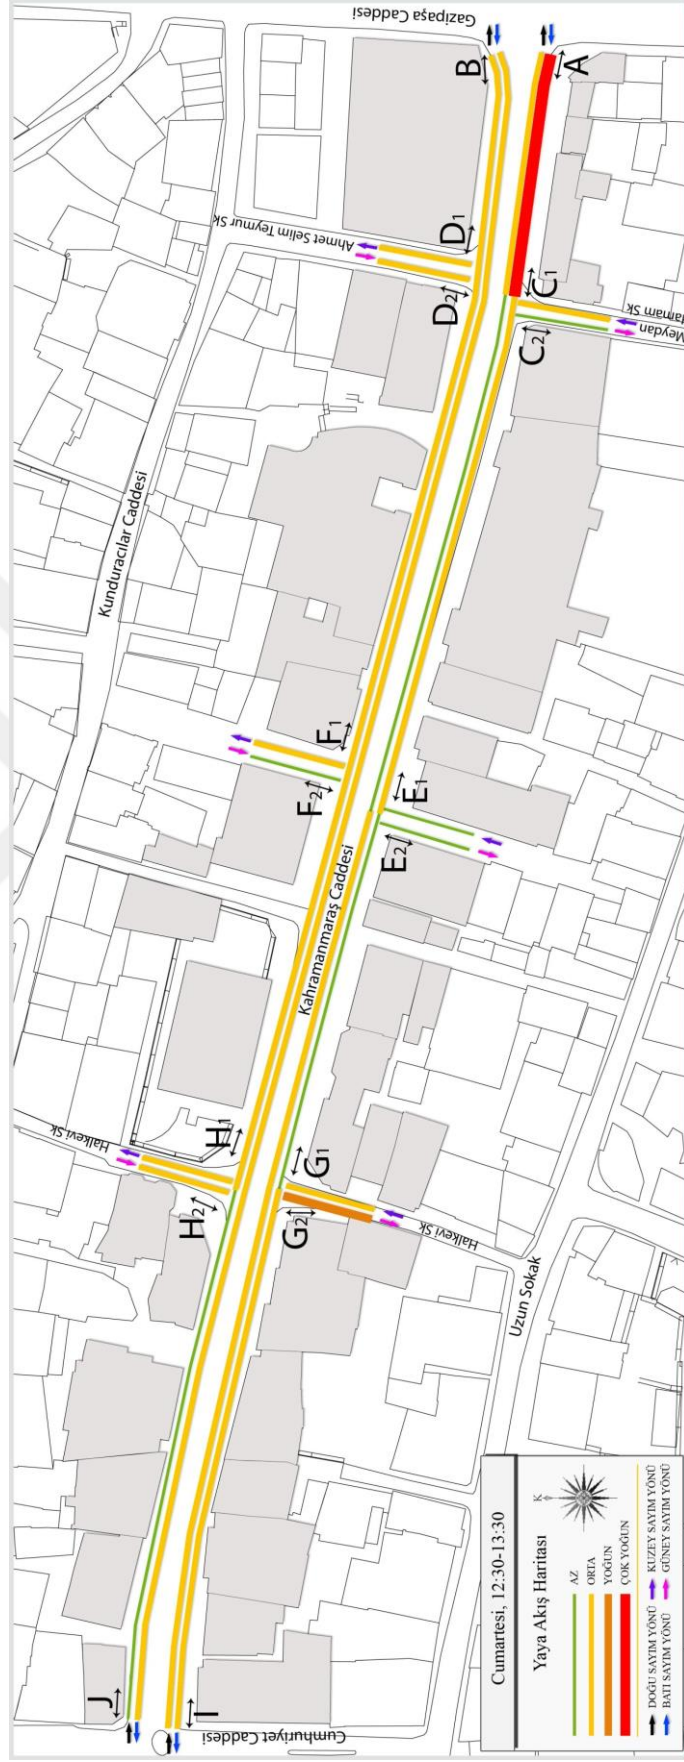 Gazipaşa Caddesi
B
A
D1
D2
C1
C2
Ahmet Selim Teymur Sk
Meydan
Hamam Sk
Kunduracılar Caddesi
F1
F2
E1
E2
Kahramanmaraş Caddesi
H1
H2
G1
G2
Halkevi Sk
Halkevi Sk
Uzun Sokak
J
I
Cumhuriyet Caddesi
Cumartesi, 12:30-13:30
Yaya Akış Haritası
K
AZ
ORTA
YOĞUN
ÇOK YOĞUN
DOĞU SAYIM YÖNÜ
KUZEY SAYIM YÖNÜ
BATI SAYIM YÖNÜ
GÜNEY SAYIM YÖNÜ